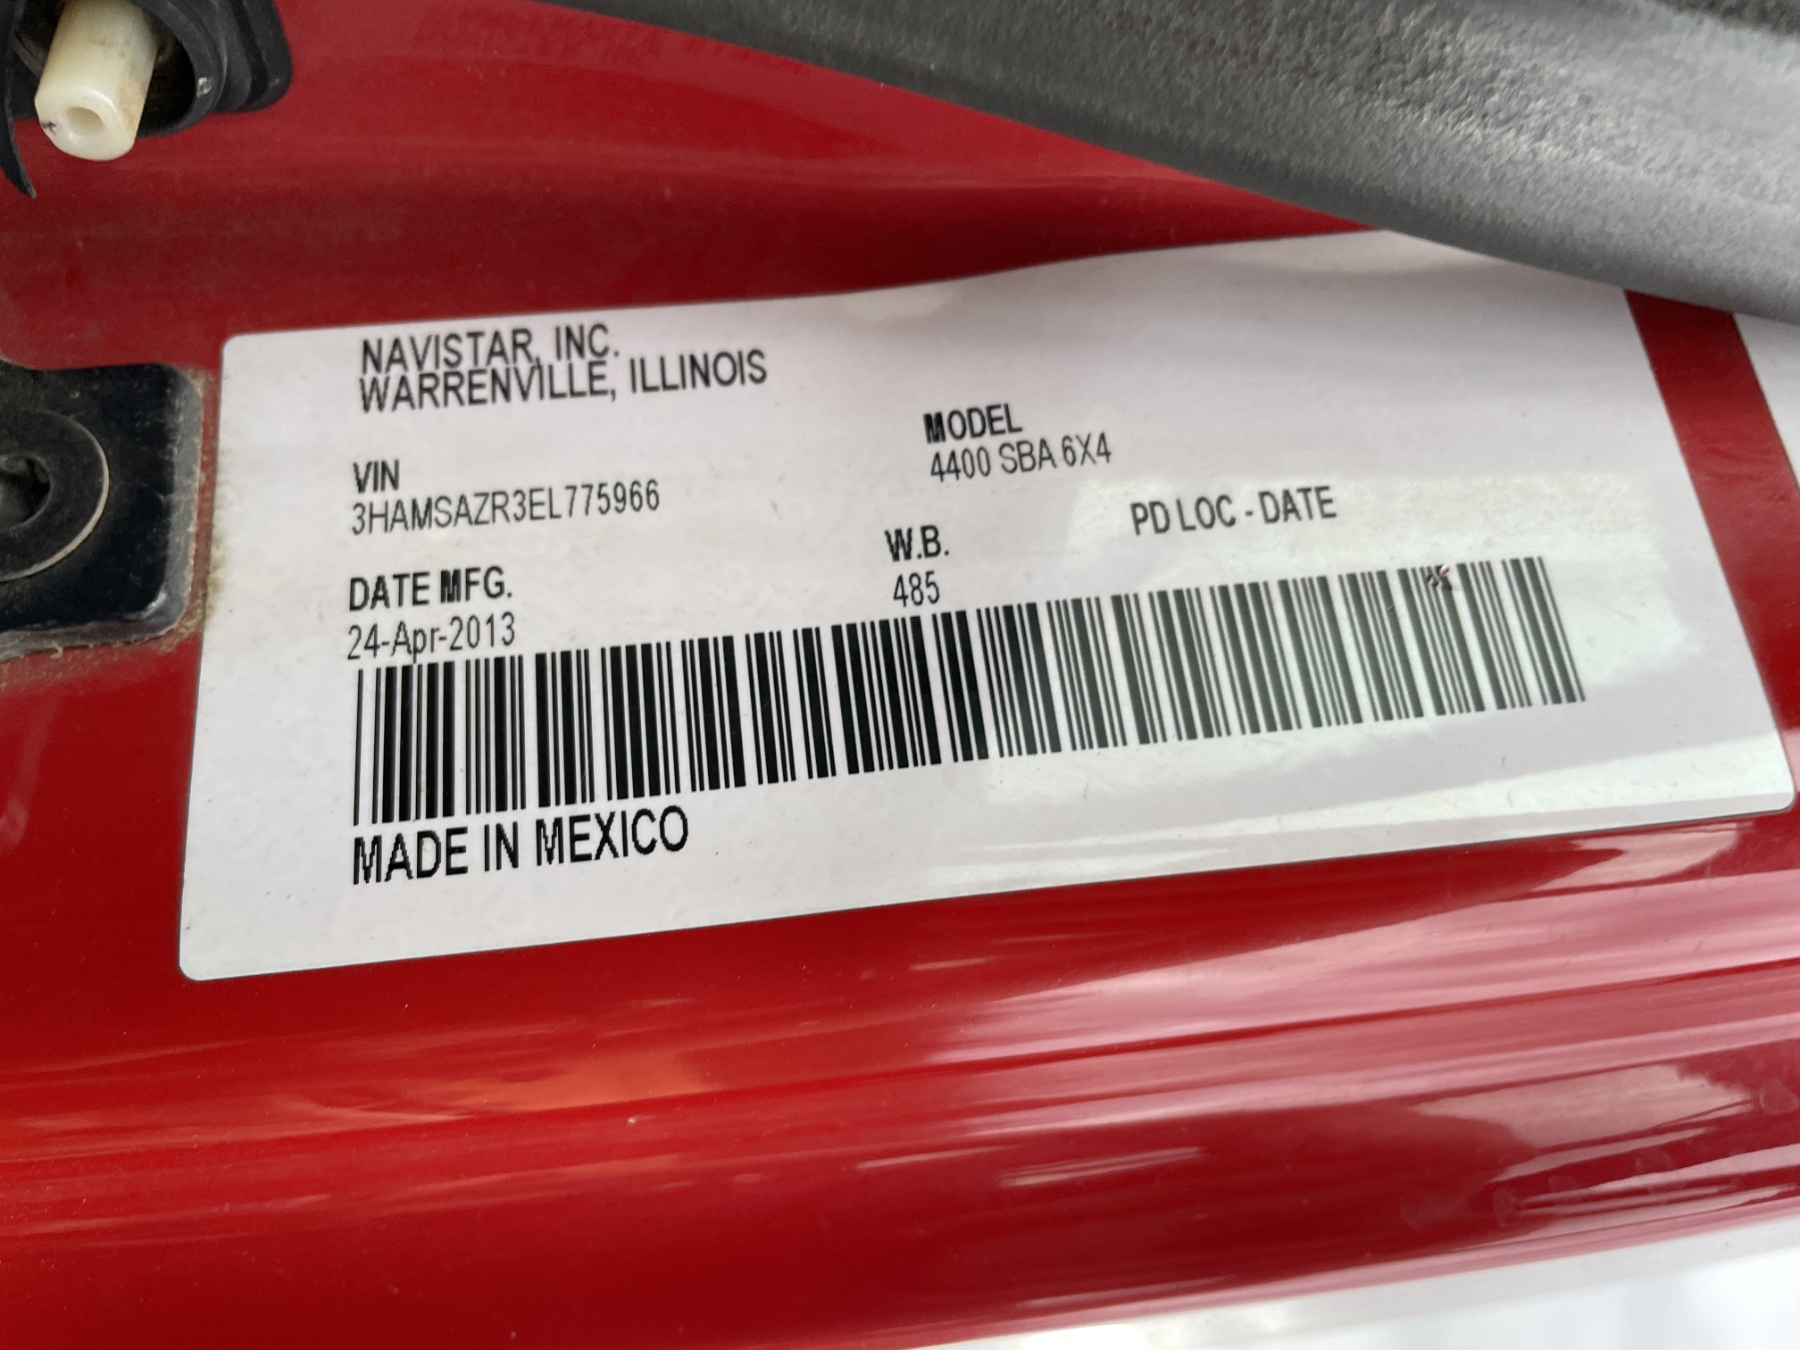 NAVISTAR, INC.
WARRENVILLE, ILLINOIS
VIN
3HAMSAZR3EL775966
MODEL
4400 SBA 6X4
DATE MFG.
24-Apr-2013
W.B.
485
PD LOC - DATE
MADE IN MEXICO